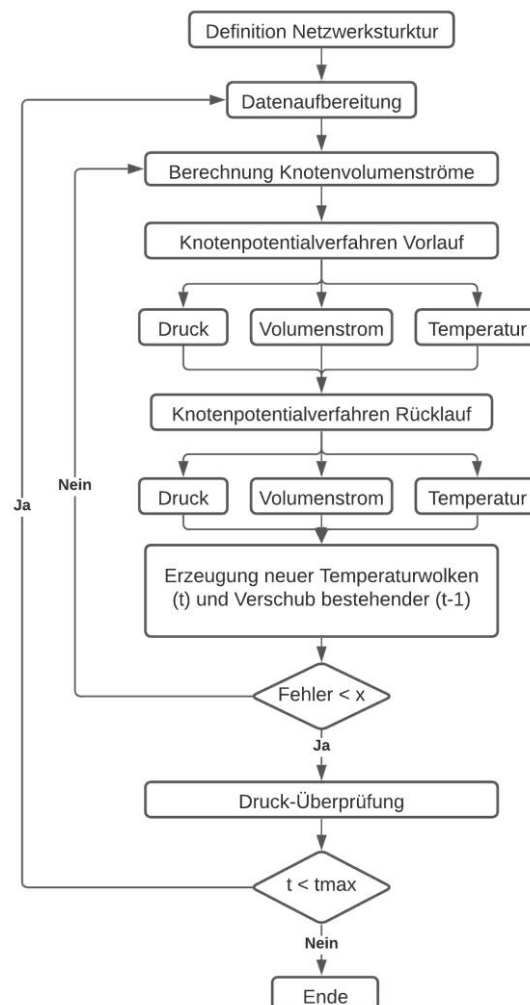 Definition Netzwerksturktur
Datenaufbereitung
Berechnung Knotenvolumenströme
Knotenpotentialverfahren Vorlauf
Druck
Volumenstrom
Temperatur
Knotenpotentialverfahren Rücklauf
Nein
Ja
Druck
Volumenstrom
Temperatur
Erzeugung neuer Temperaturwolken
(t) und Verschub bestehender (t-1)
Fehler < x
Ja
Druck-Überprüfung
t < tmax
Nein
Ende